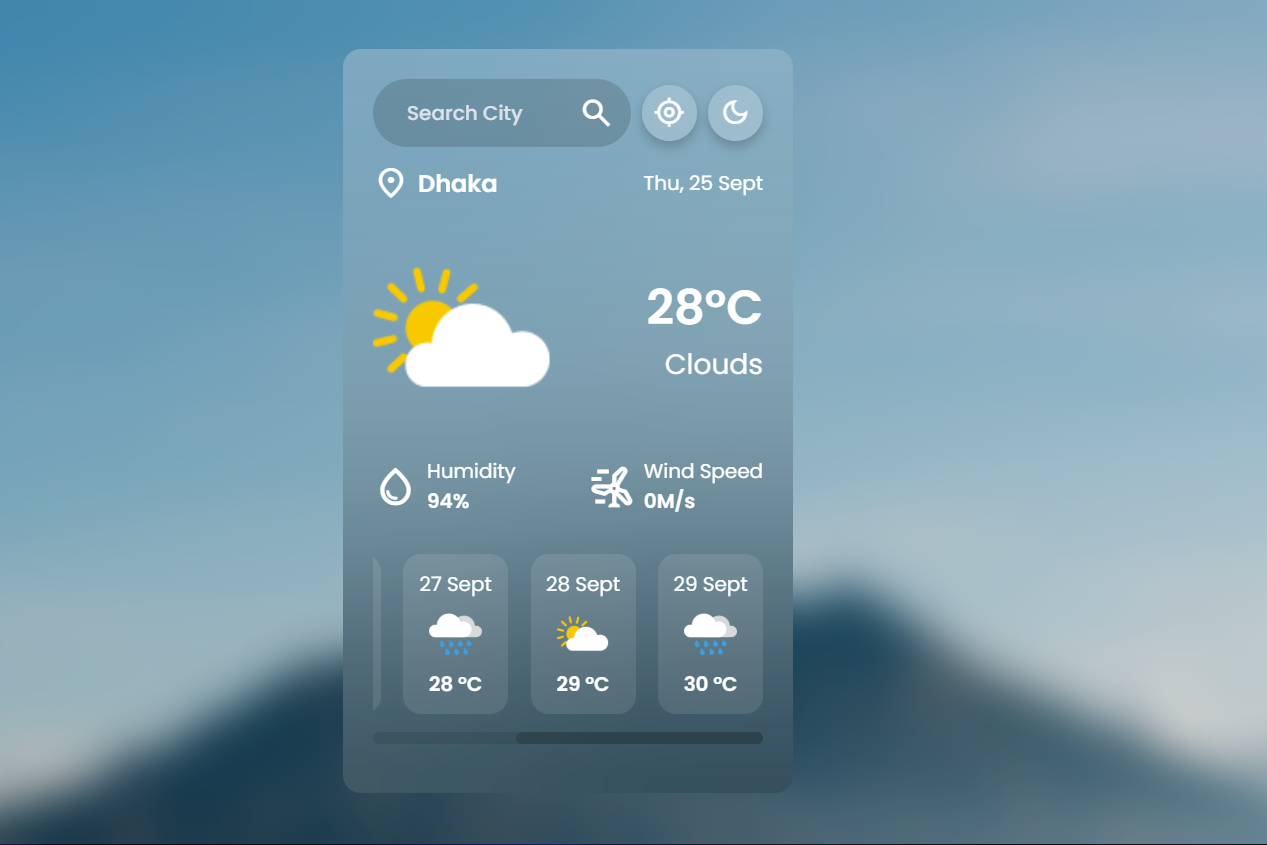 Search City
Dhaka
Thu, 25 Sept
28°C
Clouds
Humidity
94%
Wind Speed
0M/s
27 Sept
28 °C
28 Sept
29 °C
29 Sept
30 °C